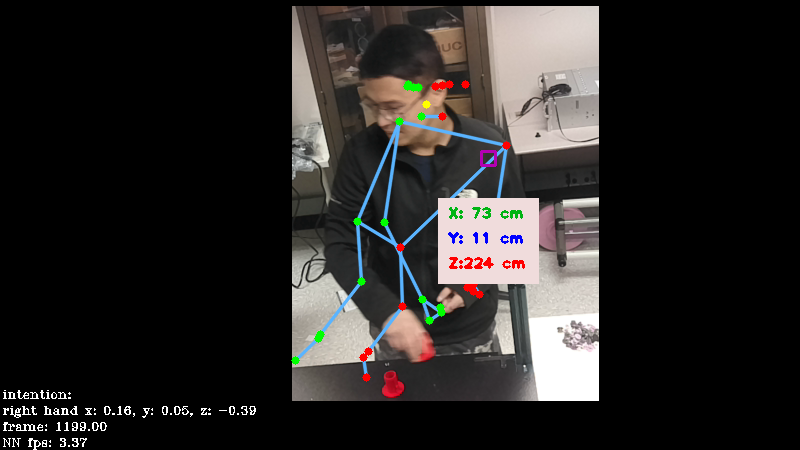 NUC
X: 73 cm
Y: 11 cm
Z:224 cm
intention:
right hand x: 0.16, y: 0.05, z: −0.39
frame: 1199.00
NN fps: 3.37